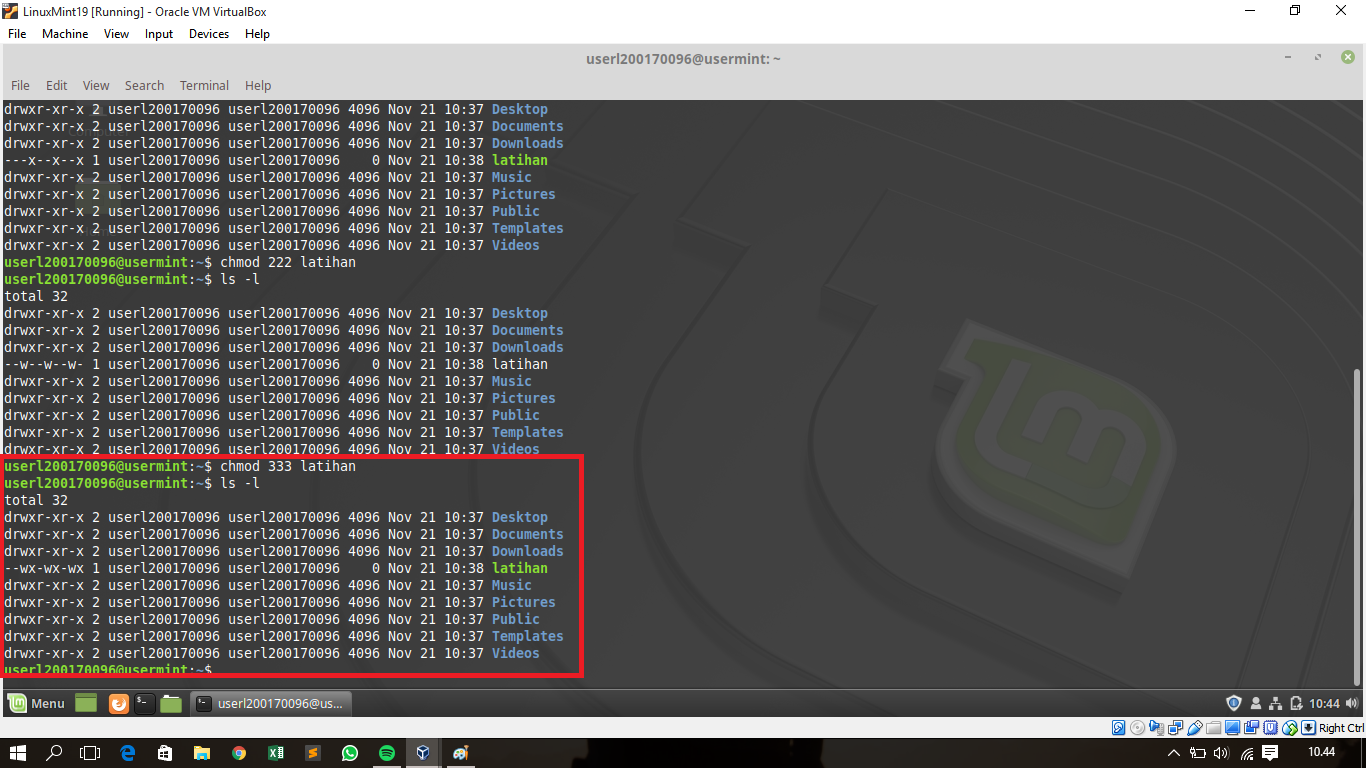 LinuxMint19 [Running] - Oracle VM VirtualBox
File Machine View Input Devices Help
userl200170096@usermint: ~
File Edit View Search Terminal Help
drwxr-xr-x 2 userl200170096 userl200170096 4096 Nov 21 10:37 Desktop
drwxr-xr-x 2 userl200170096 userl200170096 4096 Nov 21 10:37 Documents
drwxr-xr-x 2 userl200170096 userl200170096 4096 Nov 21 10:37 Downloads
---x--x--x 1 userl200170096 userl200170096    0 Nov 21 10:38 latihan
drwxr-xr-x 2 userl200170096 userl200170096 4096 Nov 21 10:37 Music
drwxr-xr-x 2 userl200170096 userl200170096 4096 Nov 21 10:37 Pictures
drwxr-xr-x 2 userl200170096 userl200170096 4096 Nov 21 10:37 Public
drwxr-xr-x 2 userl200170096 userl200170096 4096 Nov 21 10:37 Templates
drwxr-xr-x 2 userl200170096 userl200170096 4096 Nov 21 10:37 Videos
userl200170096@usermint:~$ chmod 222 latihan
userl200170096@usermint:~$ ls -l
total 32
drwxr-xr-x 2 userl200170096 userl200170096 4096 Nov 21 10:37 Desktop
drwxr-xr-x 2 userl200170096 userl200170096 4096 Nov 21 10:37 Documents
drwxr-xr-x 2 userl200170096 userl200170096 4096 Nov 21 10:37 Downloads
--w--w--w- 1 userl200170096 userl200170096    0 Nov 21 10:38 latihan
drwxr-xr-x 2 userl200170096 userl200170096 4096 Nov 21 10:37 Music
drwxr-xr-x 2 userl200170096 userl200170096 4096 Nov 21 10:37 Pictures
drwxr-xr-x 2 userl200170096 userl200170096 4096 Nov 21 10:37 Public
drwxr-xr-x 2 userl200170096 userl200170096 4096 Nov 21 10:37 Templates
drwxr-xr-x 2 userl200170096 userl200170096 4096 Nov 21 10:37 Videos
userl200170096@usermint:~$ chmod 333 latihan
userl200170096@usermint:~$ ls -l
total 32
drwxr-xr-x 2 userl200170096 userl200170096 4096 Nov 21 10:37 Desktop
drwxr-xr-x 2 userl200170096 userl200170096 4096 Nov 21 10:37 Documents
drwxr-xr-x 2 userl200170096 userl200170096 4096 Nov 21 10:37 Downloads
--wx-wx-wx 1 userl200170096 userl200170096    0 Nov 21 10:38 latihan
drwxr-xr-x 2 userl200170096 userl200170096 4096 Nov 21 10:37 Music
drwxr-xr-x 2 userl200170096 userl200170096 4096 Nov 21 10:37 Pictures
drwxr-xr-x 2 userl200170096 userl200170096 4096 Nov 21 10:37 Public
drwxr-xr-x 2 userl200170096 userl200170096 4096 Nov 21 10:37 Templates
drwxr-xr-x 2 userl200170096 userl200170096 4096 Nov 21 10:37 Videos
userl200170096@usermint:~$
Menu userl200170096@us... 10:44
Right Ctrl
10.44